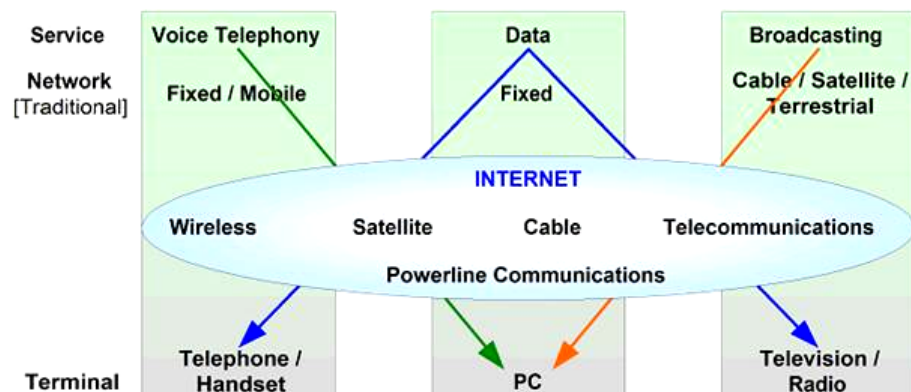 Service Voice Telephony Data Broadcasting
Network Fixed / Mobile Fixed Cable / Satellite /
[Traditional] Terrestrial
INTERNET
Wireless Satellite Cable Telecommunications
Powerline Communications
Telephone / Television /
Terminal Handset PC Radio